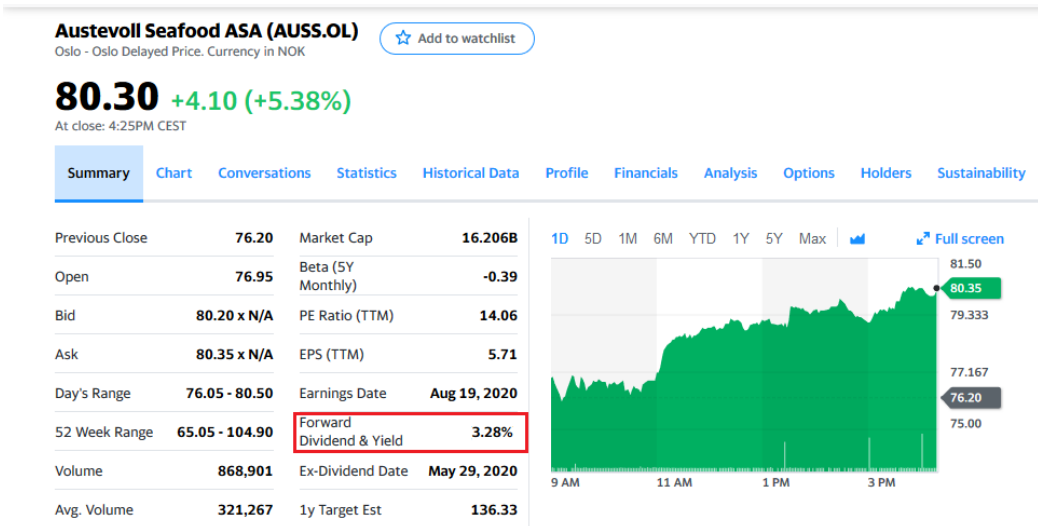 Austevoll Seafood ASA (AUSS.OL)
Add to watchlist
Oslo - Oslo Delayed Price. Currency in NOK
80.30 +4.10 (+5.38%)
At close: 4:25PM CEST
Summary Chart Conversations Statistics Historical Data Profile Financials Analysis Options Holders Sustainability
Previous Close 76.20
Open 76.95
Bid 80.20 x N/A
Ask 80.35 x N/A
Day's Range 76.05 - 80.50
52 Week Range 65.05 - 104.90
Volume 868,901
Avg. Volume 321,267
Market Cap 16.206B
Beta (5Y
Monthly) -0.39
PE Ratio (TTM) 14.06
EPS (TTM) 5.71
Earnings Date Aug 19, 2020
Forward
Dividend & Yield 3.28%
Ex-Dividend Date May 29, 2020
1y Target Est 136.33
1D 5D 1M 6M YTD 1Y 5Y Max Full screen
81.50
80.35
79.333
77.167
76.20
75.00
9 AM 11 AM 1 PM 3 PM